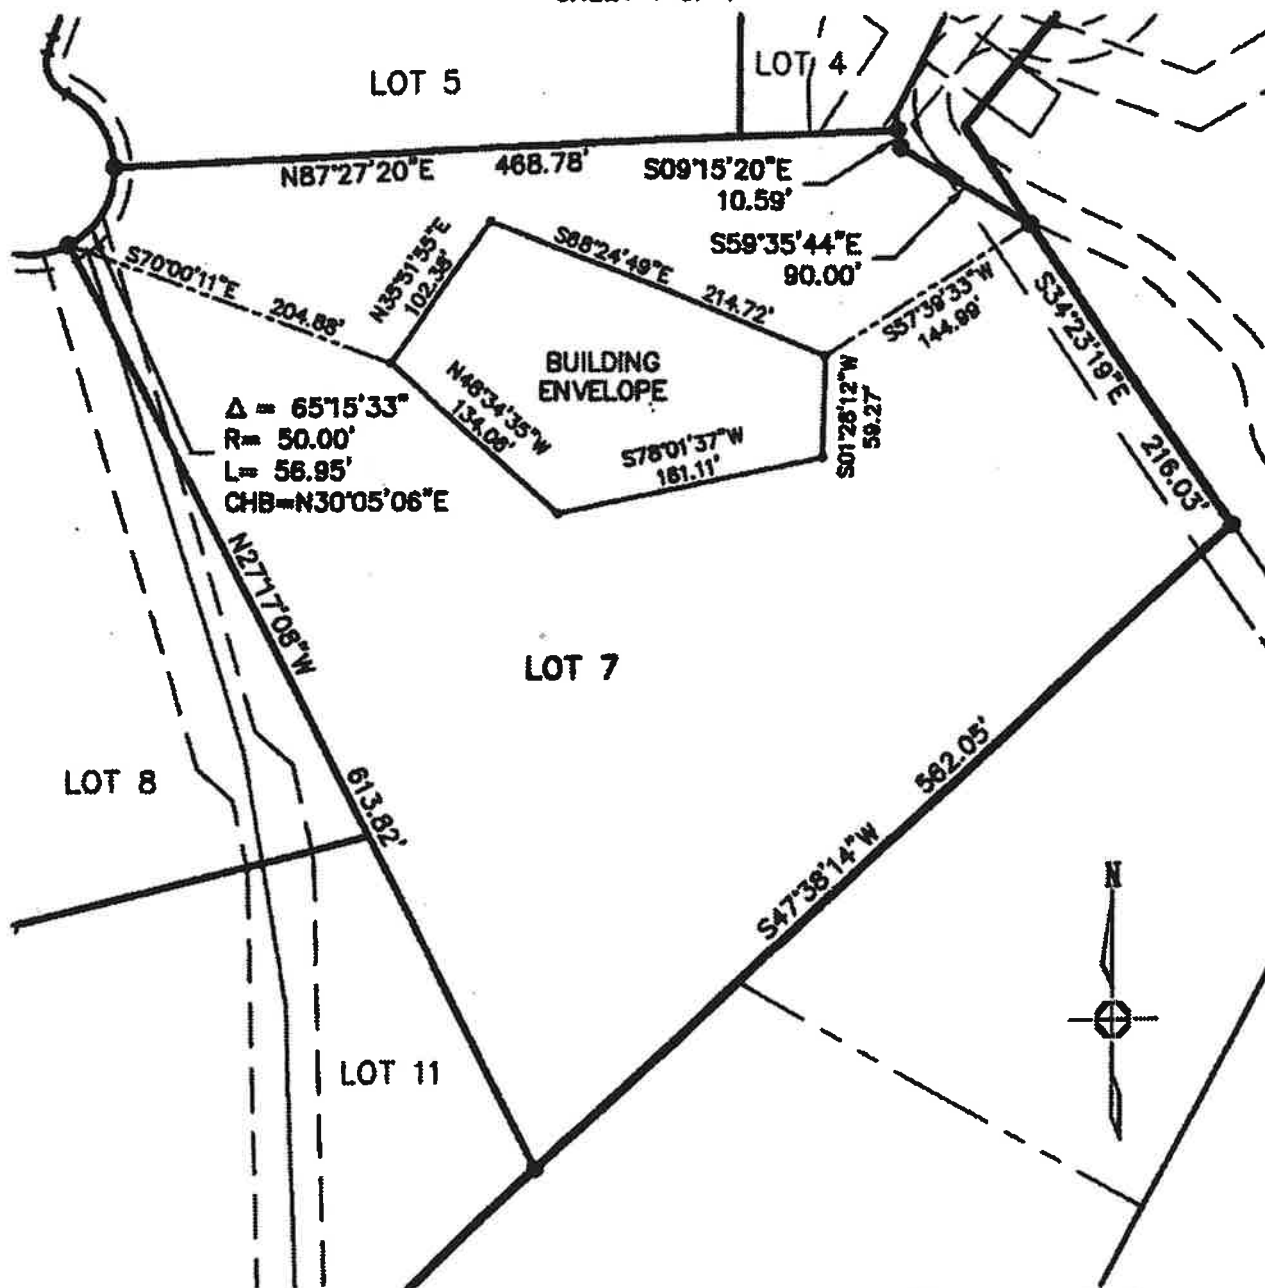 LOT 5
LOT 4
N87°27'20"E 468.78'
S09°15'20"E
10.59'
S59°35'44"E
90.00'
S70°00'11"E 204.88'
N35°51'55"E
102.38'
S68°24'49"E 214.72'
S57°39'33"W
144.99'
S34°23'19"E 216.03'
BUILDING
ENVELOPE
N48°34'35"W
134.06'
S78°01'37"W
161.11'
S01°28'12"W
59.27'
Δ = 65°15'33"
R= 50.00'
L= 56.95'
CHB=N30°05'06"E
N27°17'08"W 613.82'
LOT 7
LOT 8
S47°38'14"W 562.05'
N
LOT 11